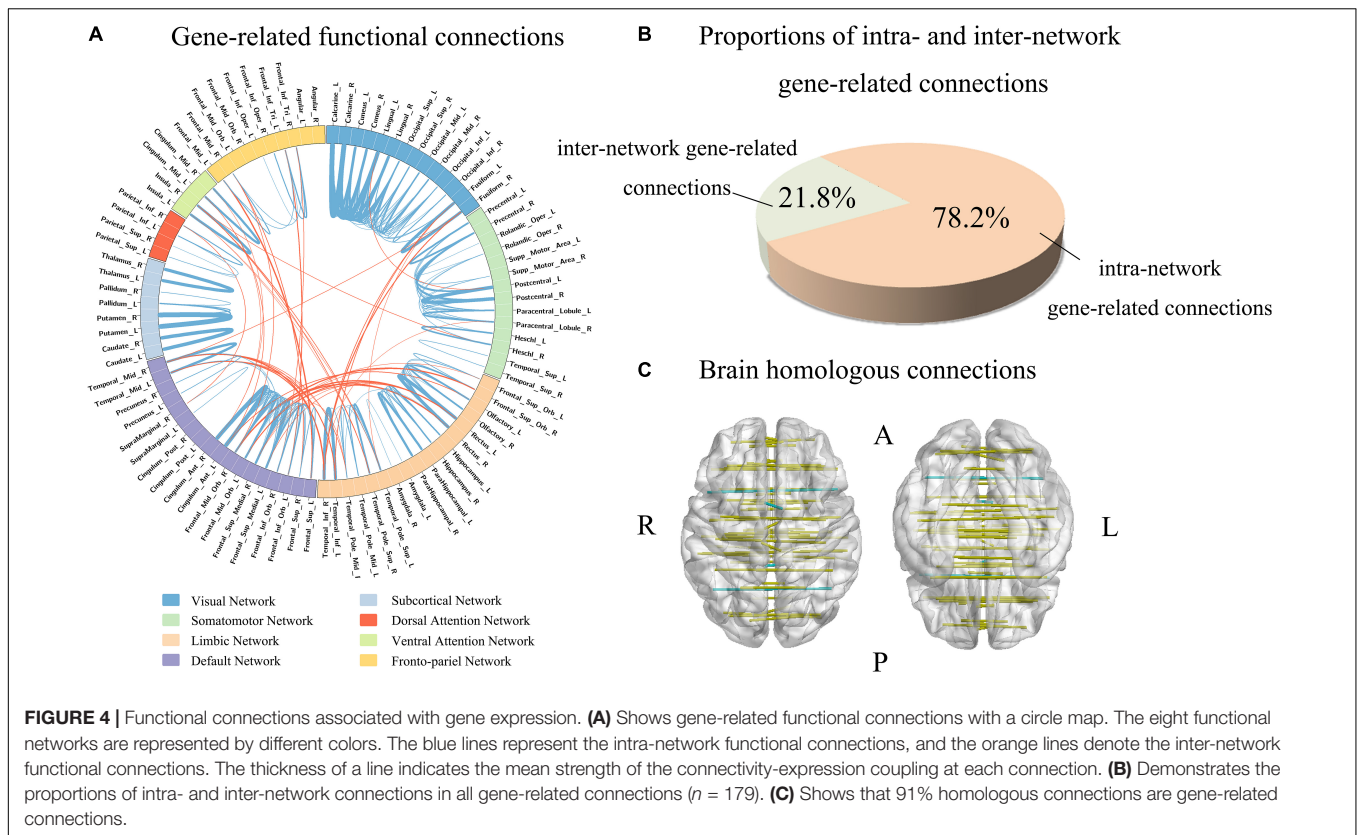 A
Gene-related functional connections
Frontal_Mid_L
Frontal_Mid_R
Frontal_Mid_Orb_L
Frontal_Mid_Orb_R
Frontal_Inf_Oper_L
Frontal_Inf_Oper_R
Frontal_Inf_Tri_L
Frontal_Inf_Tri_R
Angular_L
Angular_R
Calcarine_L
Calcarine_R
Cuneus_L
Cuneus_R
Lingual_L
Lingual_R
Occipital_Sup_L
Occipital_Sup_R
Occipital_Mid_L
Occipital_Mid_R
Occipital_Inf_L
Occipital_Inf_R
Fusiform_L
Fusiform_R
Precentral_L
Precentral_R
Rolandic_Oper_L
Rolandic_Oper_R
Supp_Motor_Area_L
Supp_Motor_Area_R
Postcentral_L
Postcentral_R
Paracentral_Lobule_L
Paracentral_Lobule_R
Heschl_L
Heschl_R
Temporal_Sup_L
Temporal_Sup_R
Frontal_Sup_Orb_L
Frontal_Sup_Orb_R
Olfactory_L
Olfactory_R
Rectus_L
Rectus_R
Hippocampus_L
Hippocampus_R
ParaHippocampal_L
ParaHippocampal_R
Amygdala_L
Amygdala_R
Temporal_Pole_Sup_L
Temporal_Pole_Sup_R
Temporal_Pole_Mid_L
Temporal_Pole_Mid_
Temporal_Inf_L
Temporal_Inf_R
Frontal_Sup_L
Frontal_Sup_R
Frontal_Inf_Orb_L
Frontal_Inf_Orb_R
Frontal_Sup_Medial_L
Frontal_Sup_Medial_R
Frontal_Mid_Orb_L
Frontal_Mid_Orb_R
Cingulum_Ant_L
Cingulum_Ant_R
Cingulum_Post_L
Cingulum_Post_R
SupraMarginal_L
SupraMarginal_R
Precuneus_L
Precuneus_R
Temporal_Mid_L
Temporal_Mid_R
Caudate_L
Caudate_R
Putamen_L
Putamen_R
Pallidum_L
Pallidum_R
Thalamus_L
Thalamus_R
Parietal_Sup_L
Parietal_Sup_R
Parietal_Inf_L
Parietal_Inf_R
Insula_L
Insula_R
Cingulum_Mid_L
Cingulum_Mid_R
Visual Network
Somatomotor Network
Limbic Network
Default Network
Subcortical Network
Dorsal Attention Network
Ventral Attention Network
Fronto-pariel Network
B
Proportions of intra- and inter-network
gene-related connections
inter-network gene-related
connections
21.8%
78.2%
intra-network
gene-related connections
C
Brain homologous connections
A
R
L
P
FIGURE 4 | Functional connections associated with gene expression. (A) Shows gene-related functional connections with a circle map. The eight functional
networks are represented by different colors. The blue lines represent the intra-network functional connections, and the orange lines denote the inter-network
functional connections. The thickness of a line indicates the mean strength of the connectivity-expression coupling at each connection. (B) Demonstrates the
proportions of intra- and inter-network connections in all gene-related connections (n = 179). (C) Shows that 91% homologous connections are gene-related
connections.